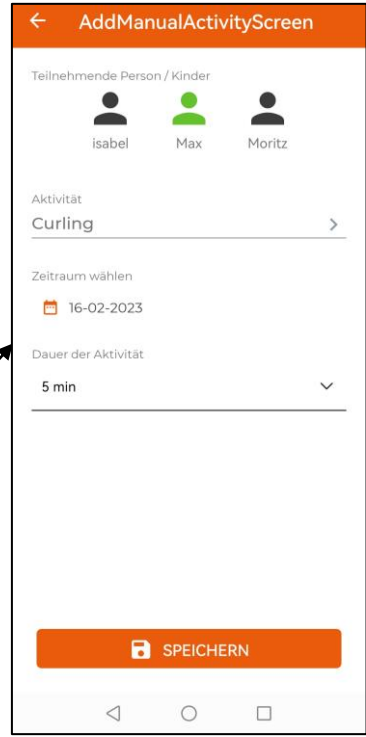 AddManualActivityScreen
Teilnehmende Person / Kinder
isabel Max Moritz
Aktivität
Curling
Zeitraum wählen
16-02-2023
Dauer der Aktivität
5 min
SPEICHERN